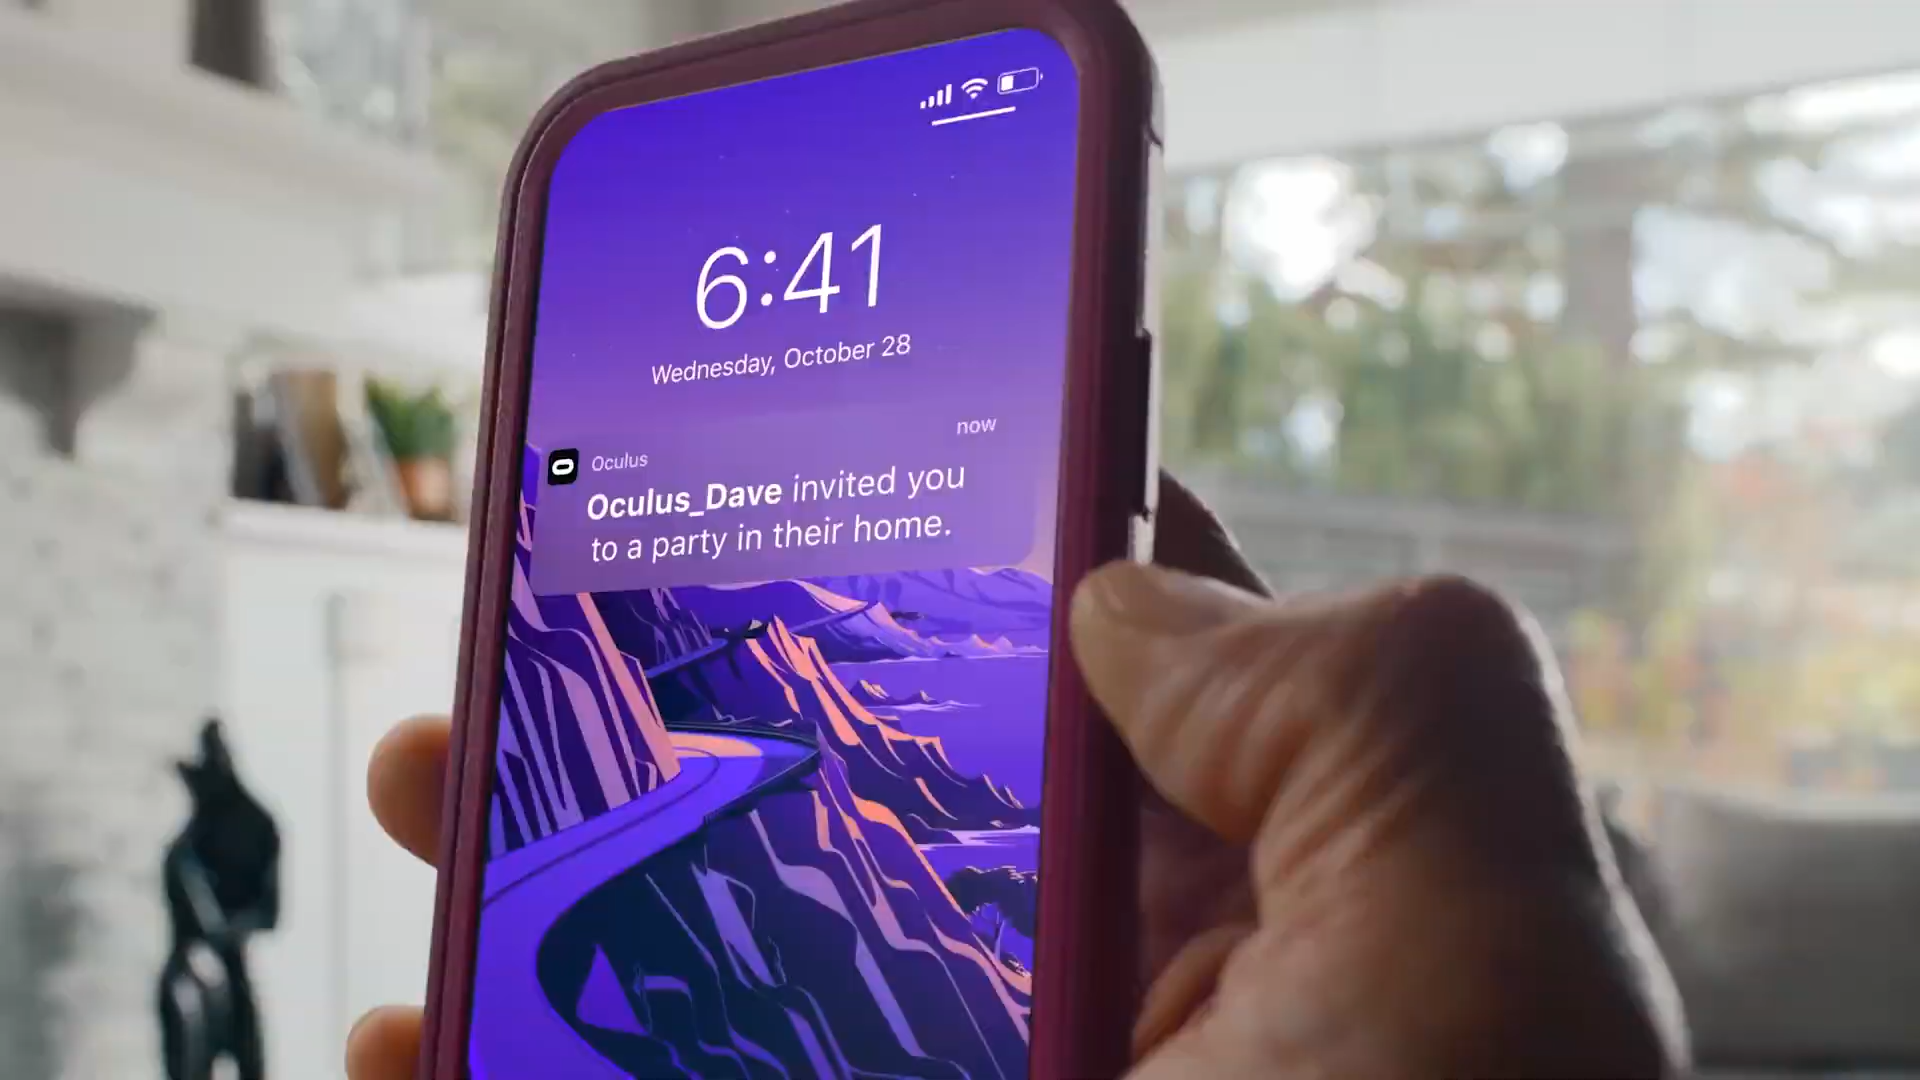 6:41
Wednesday, October 28
now
Oculus
Oculus_Dave invited you
to a party in their home.